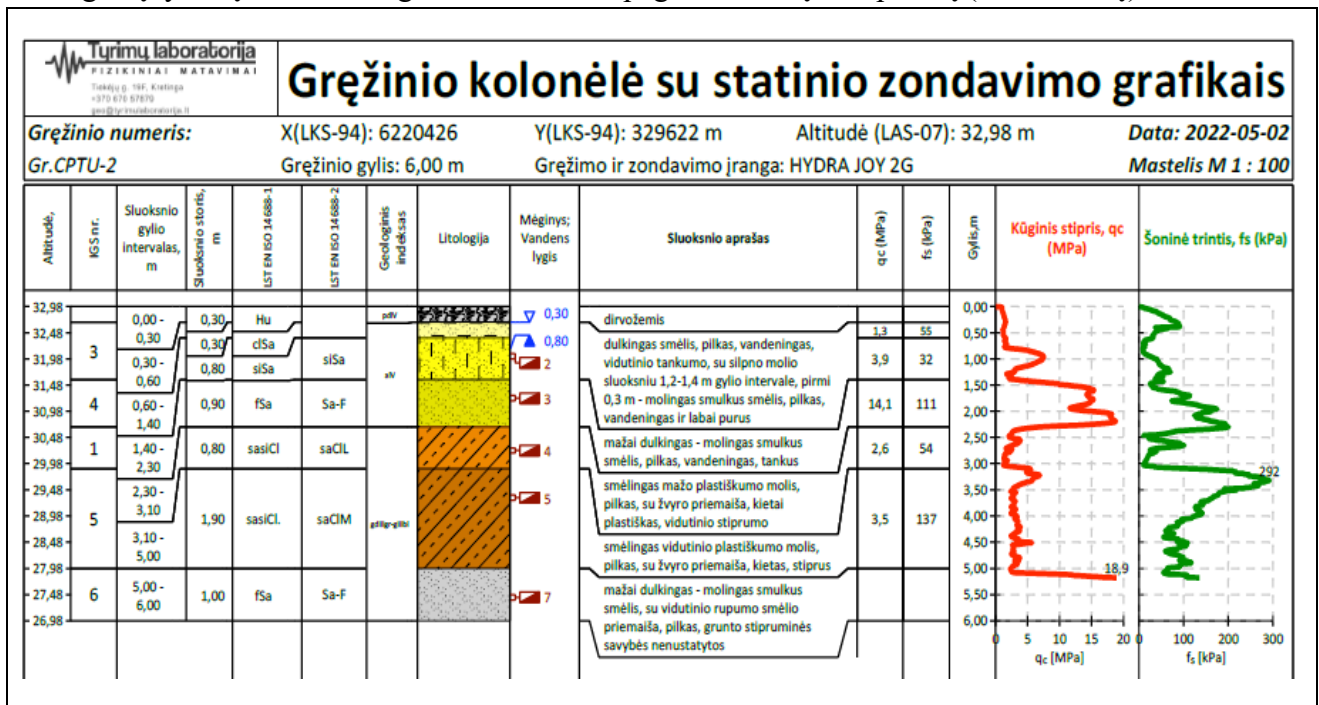 Tyrimų laboratorija
FIZIKINIAI MATAVIMAI
Tiekėjų g. 19F, Kretinga
+370 670 57870
Gręžinio kolonėlė su statinio zondavimo grafikais
Gręžinio numeris: X(LKS-94): 6220426 Y(LKS-94): 329622 m Altitudė (LAS-07): 32,98 m Data: 2022-05-02
Gr.CPTU-2 Gręžinio gylis: 6,00 m Gręžimo ir zondavimo įranga: HYDRA JOY 2G Mastelis M 1 : 100
Altitudė,
IGS nr.
Sluoksnio
gylio
intervalas,
m
Sluoksnio storis,
m
LST EN ISO 14688-1
LST EN ISO 14688-2
Geologinis
indeksas
Litologija
Mėginys;
Vandens
lygis
Sluoksnio aprašas
qc (MPa)
fs (kPa)
Gylis,m
Kūginis stipris, qc
(MPa)
Šoninė trintis, fs (kPa)
32,98
32,48
31,98
31,48
30,98
30,48
29,98
29,48
28,98
28,48
27,98
27,48
26,98
3
4
1
5
6
0,00 -
0,30
0,30 -
0,60
0,60 -
1,40
1,40 -
2,30
2,30 -
3,10
3,10 -
5,00
5,00 -
6,00
0,30
0,30
0,80
0,90
0,80
1,90
1,00
Hu
clSa
siSa
fSa
sasiCl
sasiCl.
fSa
siSa
Sa-F
saClL
saClM
Sa-F
pdIV
aIV
0,30
0,80
2
3
4
5
7
dirvožemis
dulkingas smėlis, pilkas, vandeningas,
vidutinio tankumo, su silpno molio
sluoksniu 1,2-1,4 m gylio intervale, pirmi
0,3 m - molingas smulkus smėlis, pilkas,
vandeningas ir labai purus
mažai dulkingas - molingas smulkus
smėlis, pilkas, vandeningas, tankus
smėlingas mažo plastiškumo molis,
pilkas, su žvyro priemaiša, kietai
plastiškas, vidutinio stiprumo
smėlingas vidutinio plastiškumo molis,
pilkas, su žvyro priemaiša, kietas, stiprus
mažai dulkingas - molingas smulkus
smėlis, su vidutinio rupumo smėlio
priemaiša, pilkas, grunto stipruminės
savybės nenustatytos
1,3 55
3,9 32
14,1 111
2,6 54
3,5 137
0,00
0,50
1,00
1,50
2,00
2,50
3,00
3,50
4,00
4,50
5,00
5,50
6,00
18,9
0 5 10 15 20
qc [MPa]
292
0 100 200 300
fs [kPa]